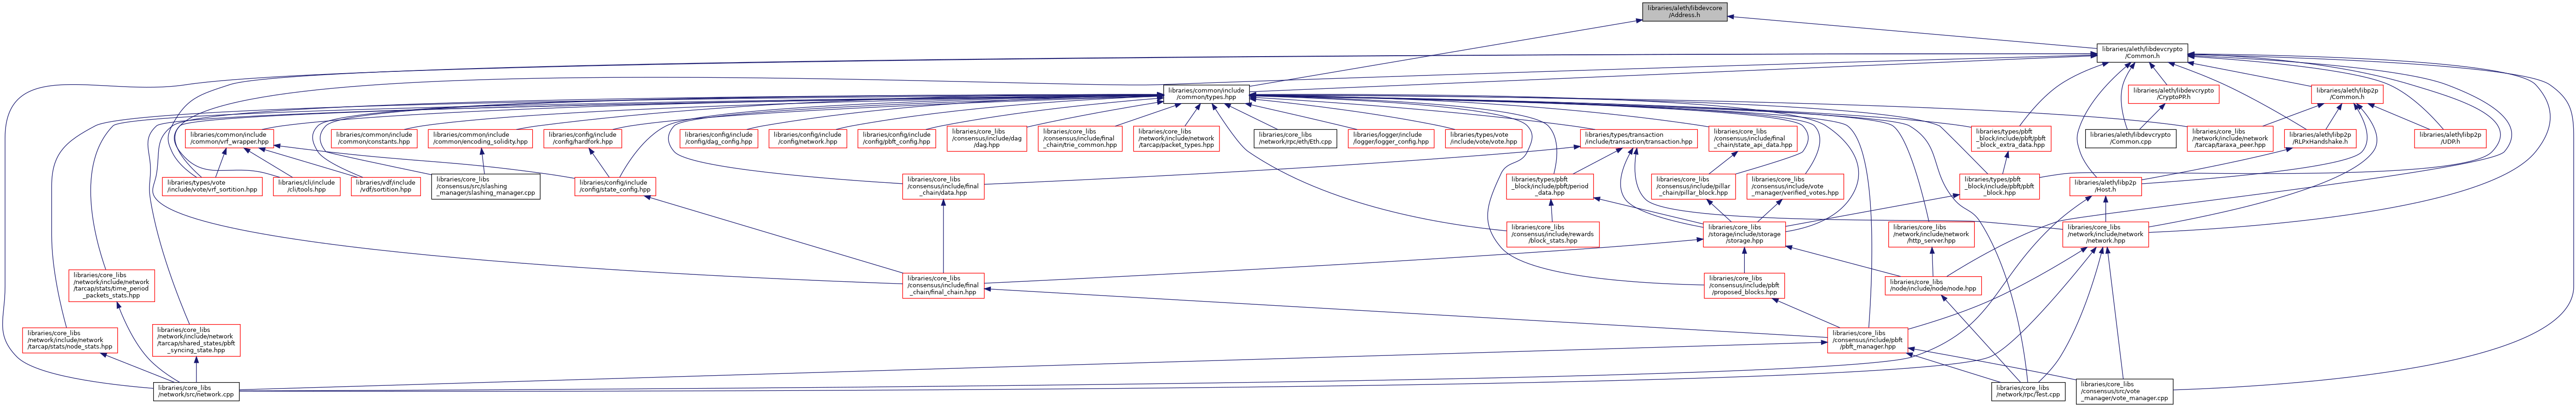 libraries/aleth/libdevcore
/Address.h
libraries/aleth/libdevcrypto
/Common.h
libraries/common/include
/common/types.hpp
libraries/aleth/libdevcrypto
/CryptoPP.h
libraries/aleth/libp2p
/Common.h
libraries/common/include
/common/vrf_wrapper.hpp
libraries/common/include
/common/constants.hpp
libraries/common/include
/common/encoding_solidity.hpp
libraries/config/include
/config/hardfork.hpp
libraries/config/include
/config/dag_config.hpp
libraries/config/include
/config/network.hpp
libraries/config/include
/config/pbft_config.hpp
libraries/core_libs
/consensus/include/dag
/dag.hpp
libraries/core_libs
/consensus/include/final
_chain/trie_common.hpp
libraries/core_libs
/network/include/network
/tarcap/packet_types.hpp
libraries/core_libs
/network/rpc/eth/Eth.cpp
libraries/logger/include
/logger/logger_config.hpp
libraries/types/vote
/include/vote/vote.hpp
libraries/types/transaction
/include/transaction/transaction.hpp
libraries/core_libs
/consensus/include/final
_chain/state_api_data.hpp
libraries/types/pbft
_block/include/pbft/pbft
_block_extra_data.hpp
libraries/aleth/libdevcrypto
/Common.cpp
libraries/core_libs
/network/include/network
/tarcap/taraxa_peer.hpp
libraries/aleth/libp2p
/RLPxHandshake.h
libraries/aleth/libp2p
/UDP.h
libraries/types/vote
/include/vote/vrf_sortition.hpp
libraries/cli/include
/cli/tools.hpp
libraries/vdf/include
/vdf/sortition.hpp
libraries/core_libs
/consensus/src/slashing
_manager/slashing_manager.cpp
libraries/config/include
/config/state_config.hpp
libraries/core_libs
/consensus/include/final
_chain/data.hpp
libraries/types/pbft
_block/include/pbft/period
_data.hpp
libraries/core_libs
/consensus/include/pillar
_chain/pillar_block.hpp
libraries/core_libs
/consensus/include/vote
_manager/verified_votes.hpp
libraries/types/pbft
_block/include/pbft/pbft
_block.hpp
libraries/aleth/libp2p
/Host.h
libraries/core_libs
/consensus/include/rewards
/block_stats.hpp
libraries/core_libs
/storage/include/storage
/storage.hpp
libraries/core_libs
/network/include/network
/http_server.hpp
libraries/core_libs
/network/include/network
/network.hpp
libraries/core_libs
/network/include/network
/tarcap/stats/time_period
_packets_stats.hpp
libraries/core_libs
/consensus/include/final
_chain/final_chain.hpp
libraries/core_libs
/consensus/include/pbft
/proposed_blocks.hpp
libraries/core_libs
/node/include/node/node.hpp
libraries/core_libs
/network/include/network
/tarcap/stats/node_stats.hpp
libraries/core_libs
/network/include/network
/tarcap/shared_states/pbft
_syncing_state.hpp
libraries/core_libs
/consensus/include/pbft
/pbft_manager.hpp
libraries/core_libs
/network/src/network.cpp
libraries/core_libs
/network/rpc/Test.cpp
libraries/core_libs
/consensus/src/vote
_manager/vote_manager.cpp